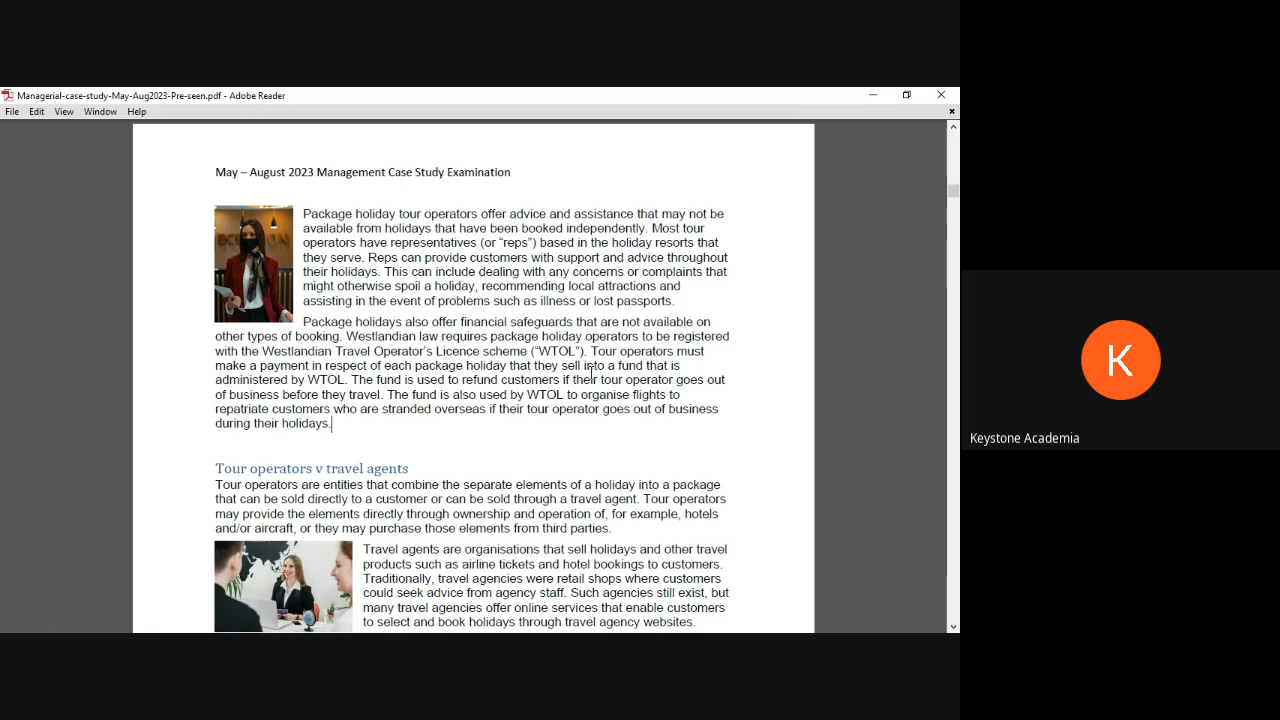 Managerial-case-study-May-Aug2023-Pre-seen.pdf - Adobe Reader
File Edit View Window Help
May – August 2023 Management Case Study Examination
Package holiday tour operators offer advice and assistance that may not be
available from holidays that have been booked independently. Most tour
operators have representatives (or “reps”) based in the holiday resorts that
they serve. Reps can provide customers with support and advice throughout
their holidays. This can include dealing with any concerns or complaints that
might otherwise spoil a holiday, recommending local attractions and
assisting in the event of problems such as illness or lost passports.
Package holidays also offer financial safeguards that are not available on
other types of booking. Westlandian law requires package holiday operators to be registered
with the Westlandian Travel Operator’s Licence scheme (“WTOL”). Tour operators must
make a payment in respect of each package holiday that they sell into a fund that is
administered by WTOL. The fund is used to refund customers if their tour operator goes out
of business before they travel. The fund is also used by WTOL to organise flights to
repatriate customers who are stranded overseas if their tour operator goes out of business
during their holidays.
Tour operators v travel agents
Tour operators are entities that combine the separate elements of a holiday into a package
that can be sold directly to a customer or can be sold through a travel agent. Tour operators
may provide the elements directly through ownership and operation of, for example, hotels
and/or aircraft, or they may purchase those elements from third parties.
Travel agents are organisations that sell holidays and other travel
products such as airline tickets and hotel bookings to customers.
Traditionally, travel agencies were retail shops where customers
could seek advice from agency staff. Such agencies still exist, but
many travel agencies offer online services that enable customers
to select and book holidays through travel agency websites.
K
Keystone Academia